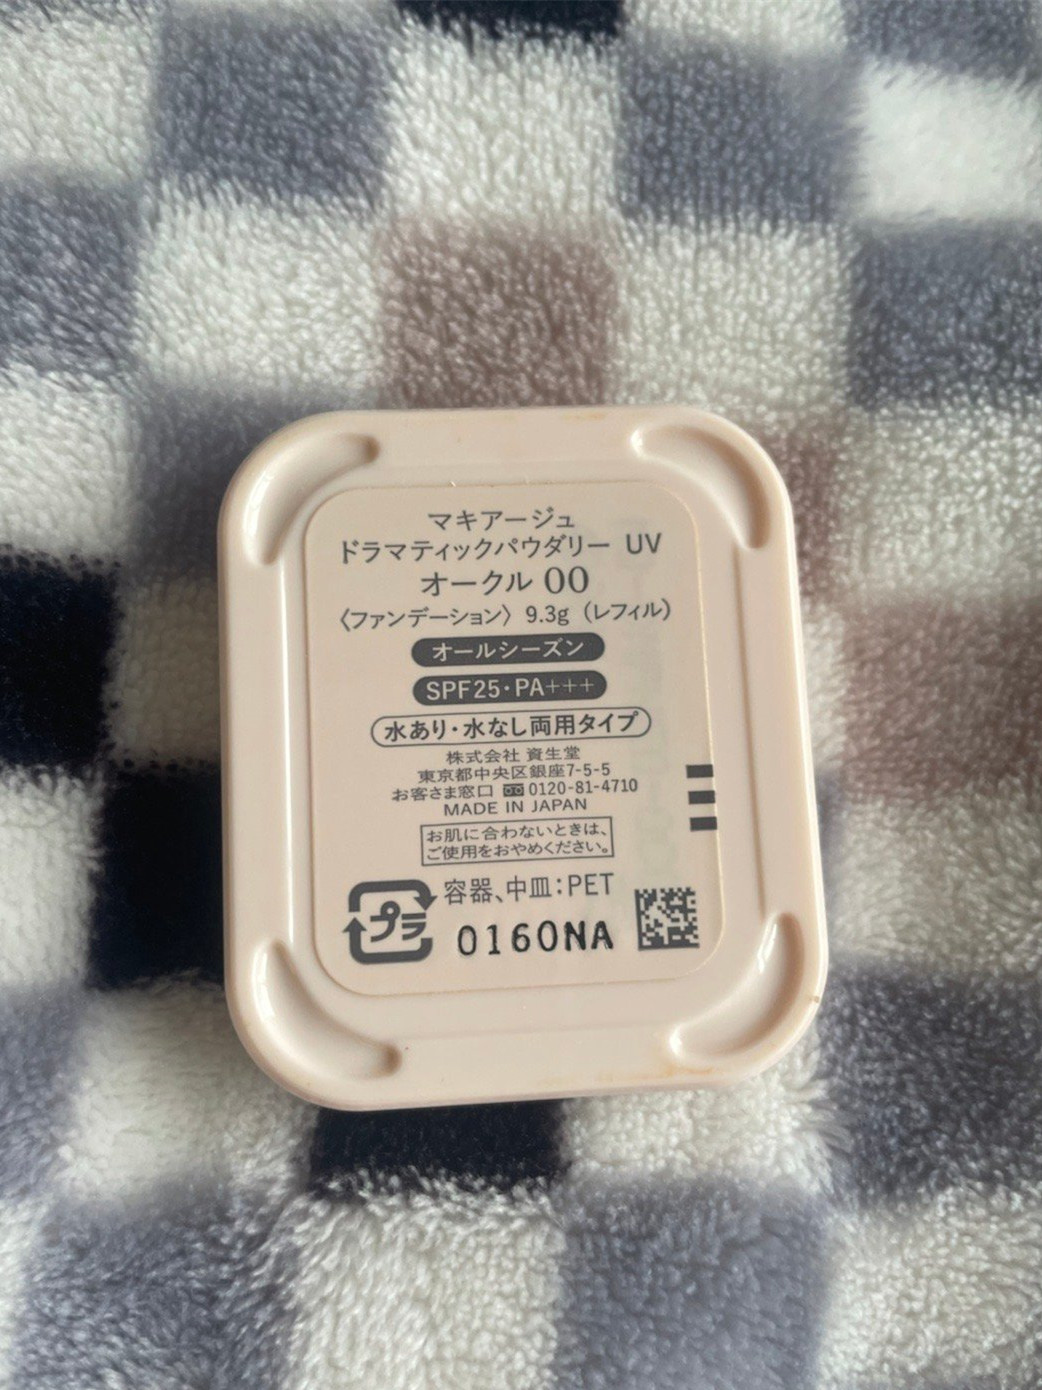 マキアージュ
ドラマティックパウダリー UV
オークル 00
〈ファンデーション〉 9.3g（レフィル）
オールシーズン
SPF25・PA+++
水あり・水なし両用タイプ
株式会社 資生堂
東京都中央区銀座7-5-5
お客さま窓口 0120-81-4710
MADE IN JAPAN
お肌に合わないときは、
ご使用をおやめください。
プラ
容器、中皿：PET
0160NA